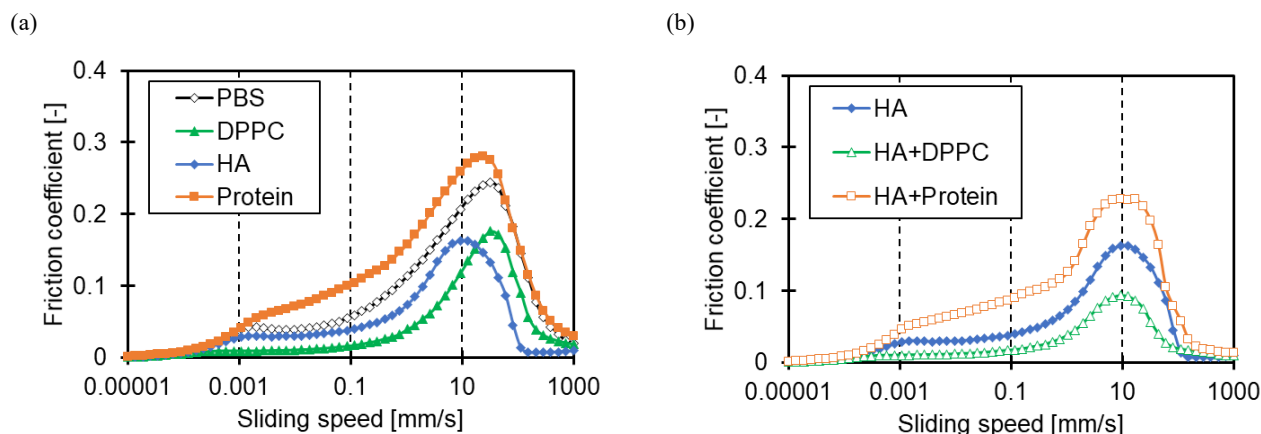 (a)
Friction coefficient [-]
0.4
0.3
0.2
0.1
0
PBS
DPPC
HA
Protein
0.00001 0.001 0.1 10 1000
Sliding speed [mm/s]
(b)
Friction coefficient [-]
0.4
0.3
0.2
0.1
0
HA
HA+DPPC
HA+Protein
0.00001 0.001 0.1 10 1000
Sliding speed [mm/s]